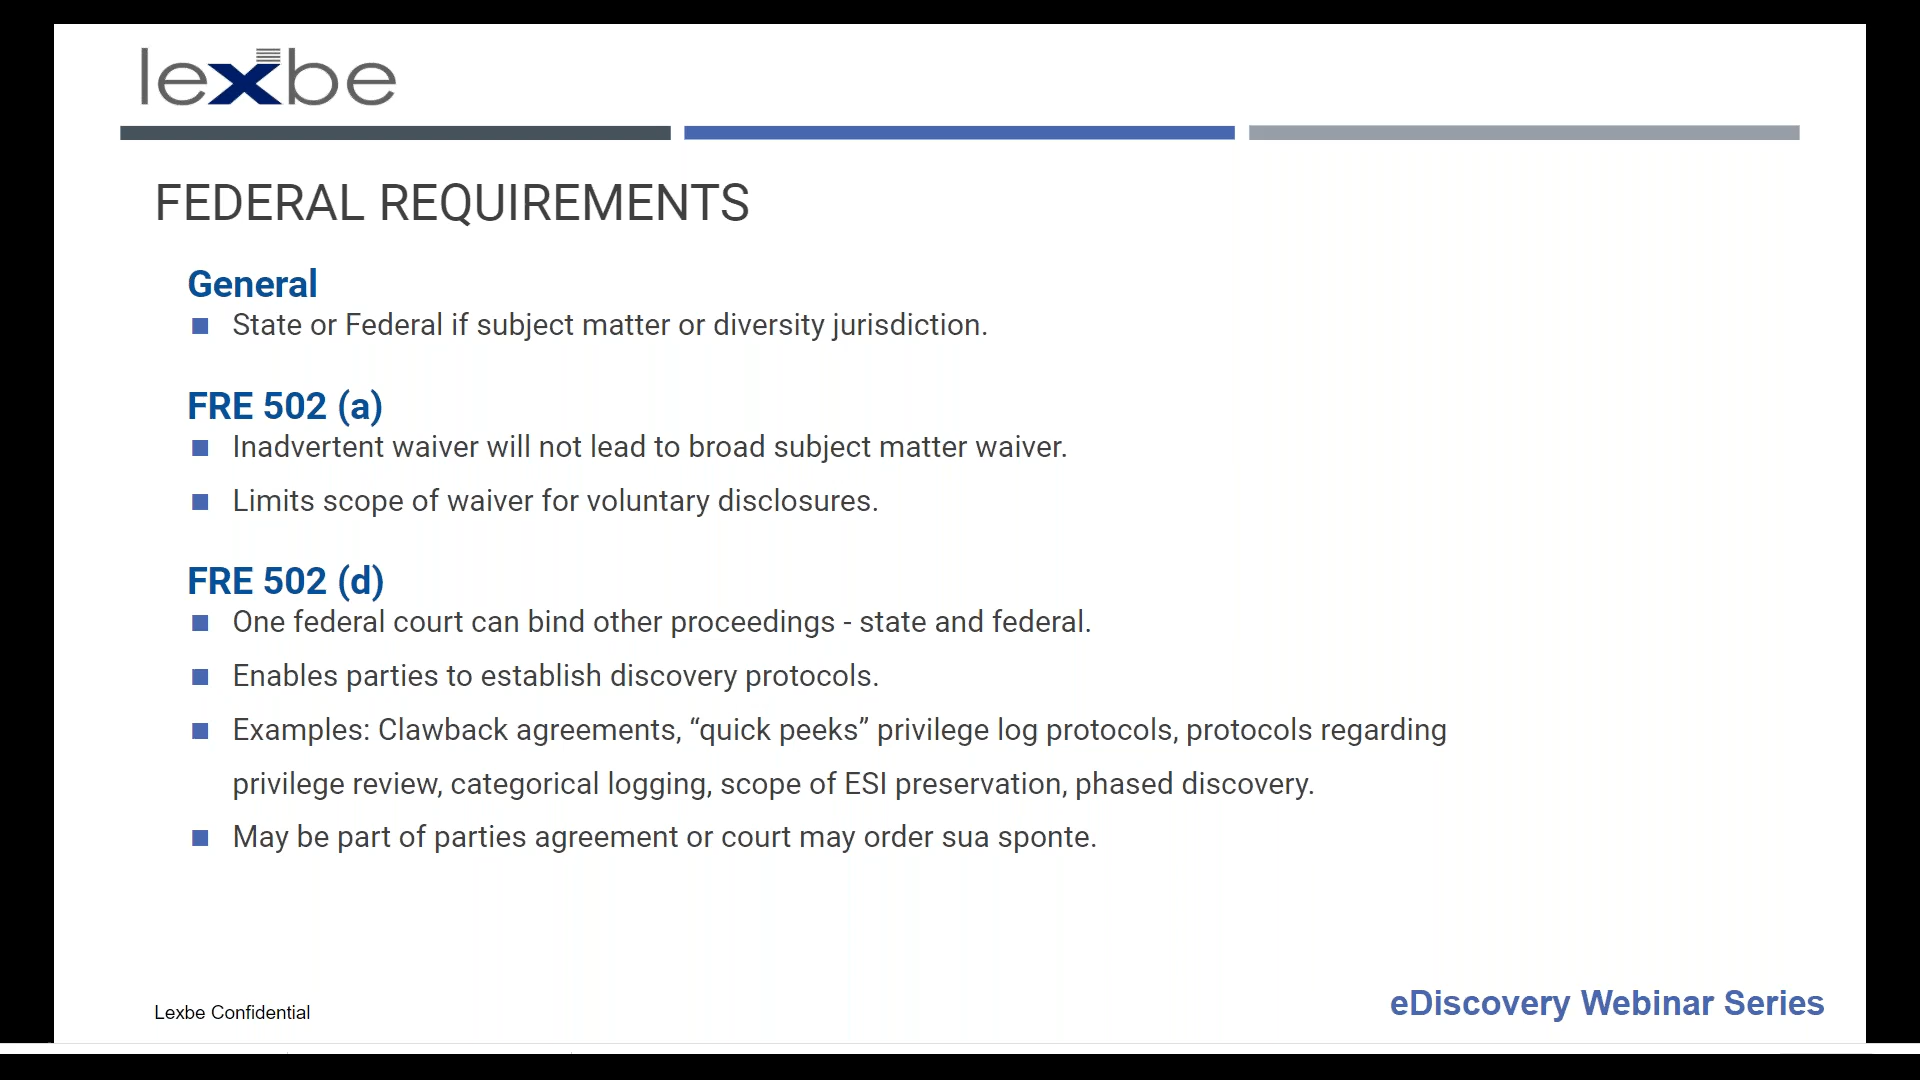 lexbe
FEDERAL REQUIREMENTS
General
State or Federal if subject matter or diversity jurisdiction.
FRE 502 (a)
Inadvertent waiver will not lead to broad subject matter waiver.
Limits scope of waiver for voluntary disclosures.
FRE 502 (d)
One federal court can bind other proceedings - state and federal.
Enables parties to establish discovery protocols.
Examples: Clawback agreements, “quick peeks” privilege log protocols, protocols regarding
privilege review, categorical logging, scope of ESI preservation, phased discovery.
May be part of parties agreement or court may order sua sponte.
Lexbe Confidential
eDiscovery Webinar Series